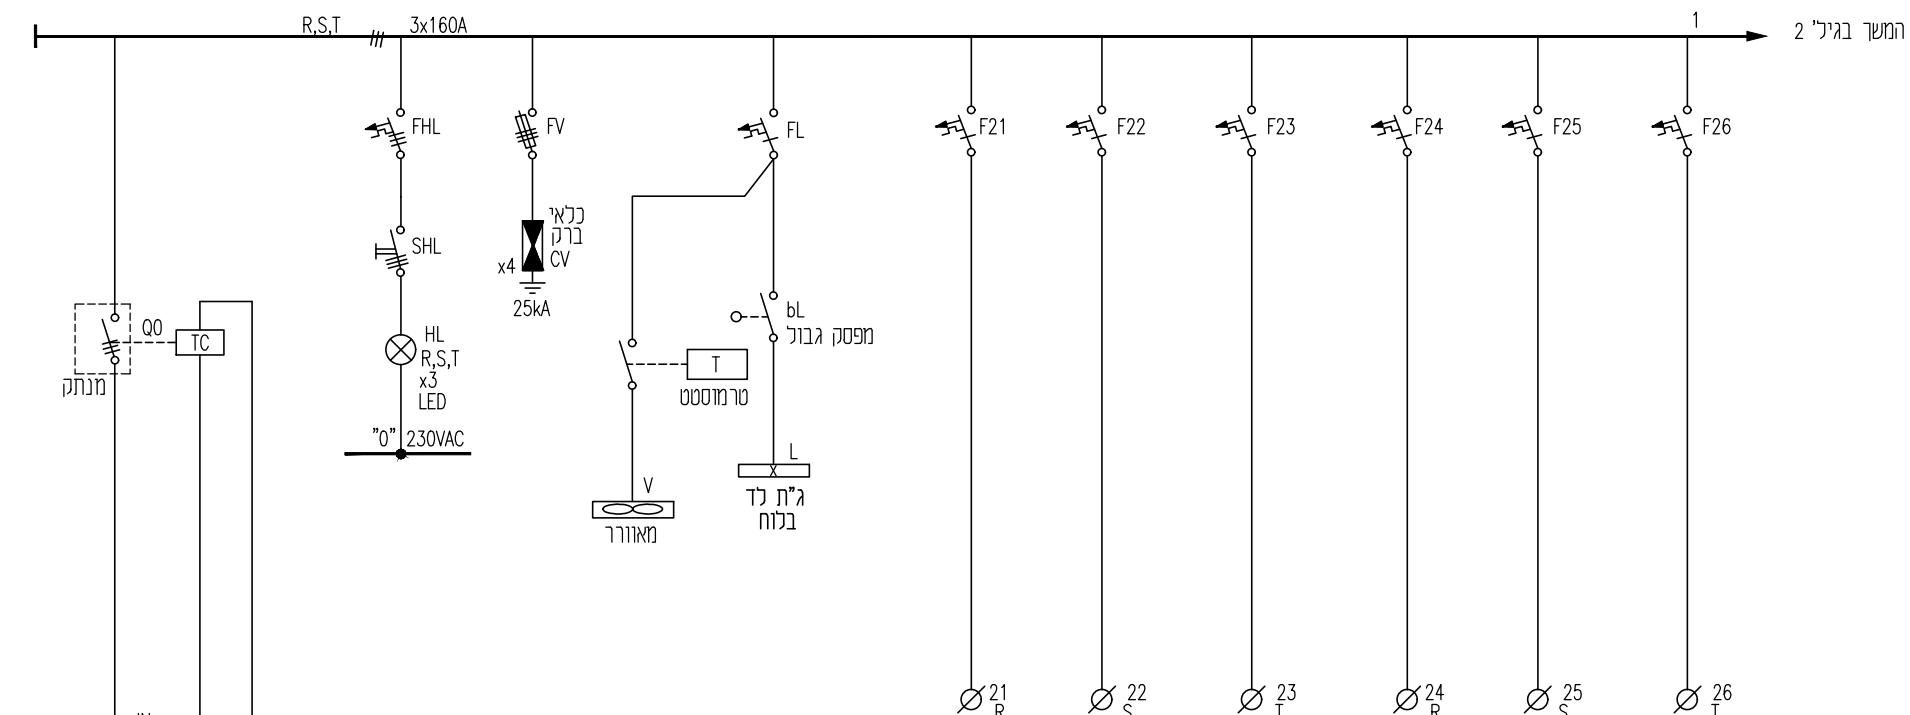 R,S,T 3x160A
1
המשך בגיל' 2
FHL
FV
FL
F21
F22
F23
F24
F25
F26
SHL
כלאי
ברק
CV
x4
25kA
Q0
TC
מנתק
HL
R,S,T
x3
LED
"0" 230VAC
bL
מפסק גבול
T
טרמוסטט
L
ג"ת לד
בלוח
V
מאוורר
21
R
22
S
23
T
24
R
25
S
26
T